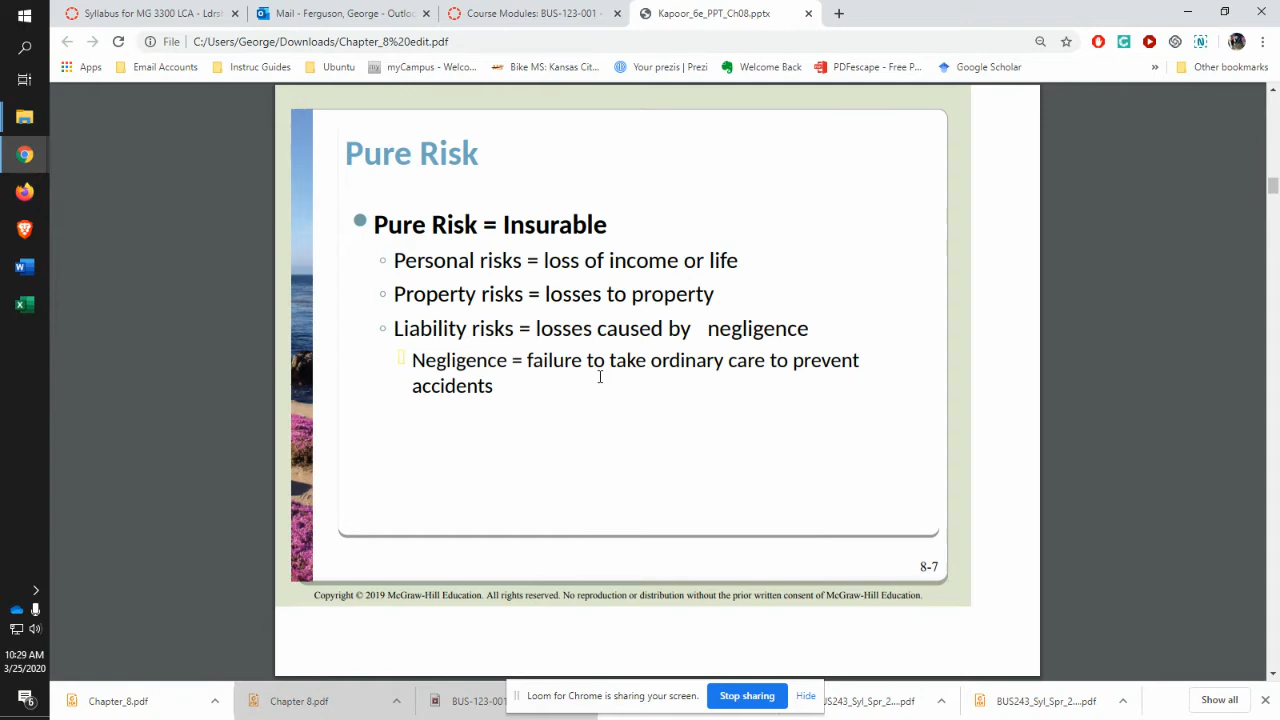 Syllabus for MG 3300 LCA - Ldrs
Mail - Ferguson, George - Outloo
Course Modules: BUS-123-001 -
Kapoor_6e_PPT_Ch08.pptx
File
C:/Users/George/Downloads/Chapter_8%20edit.pdf
Apps
Email Accounts
Instruc Guides
Ubuntu
myCampus - Welco...
Bike MS: Kansas Cit...
Your prezis | Prezi
Welcome Back
PDFescape - Free P...
Google Scholar
»
Other bookmarks
Pure Risk
Pure Risk = Insurable
Personal risks = loss of income or life
Property risks = losses to property
Liability risks = losses caused by negligence
Negligence = failure to take ordinary care to prevent
accidents
8-7
Copyright © 2019 McGraw-Hill Education. All rights reserved. No reproduction or distribution without the prior written consent of McGraw-Hill Education.
10:29 AM
3/25/2020
6
Chapter_8.pdf
Chapter 8.pdf
BUS-123-001
Loom for Chrome is sharing your screen.
Stop sharing
Hide
US243_Syl_Spr_2....pdf
BUS243_Syl_Spr_2....pdf
Show all